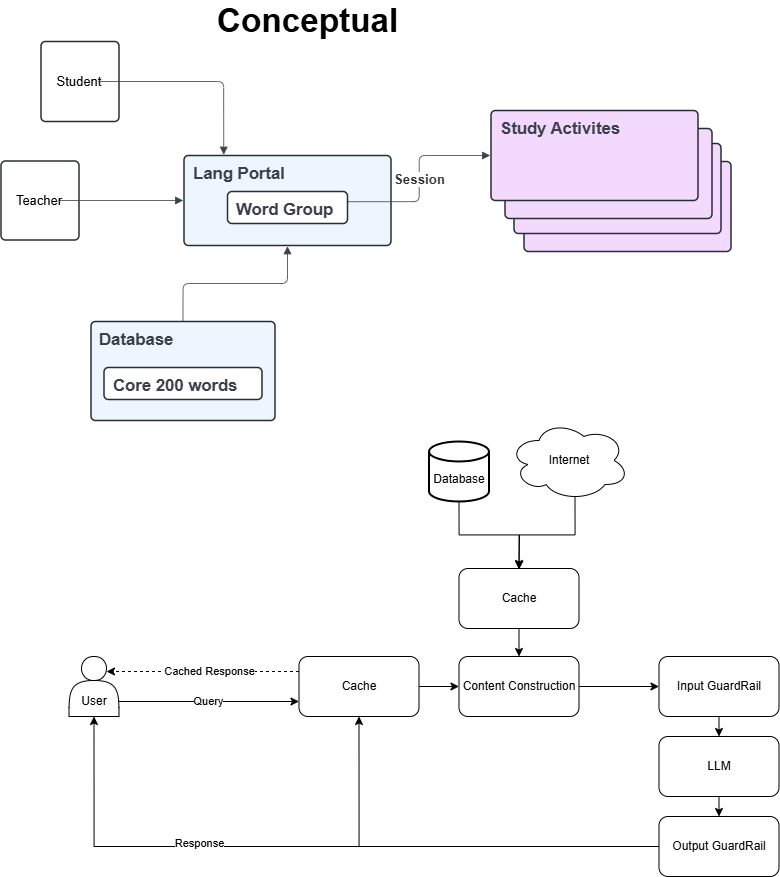 Conceptual
Student
Teacher
Lang Portal
Word Group
Session
Study Activites
Database
Core 200 words
Database
Internet
Cache
Cached Response
User
Query
Cache
Content Construction
Input GuardRail
LLM
Response
Output GuardRail